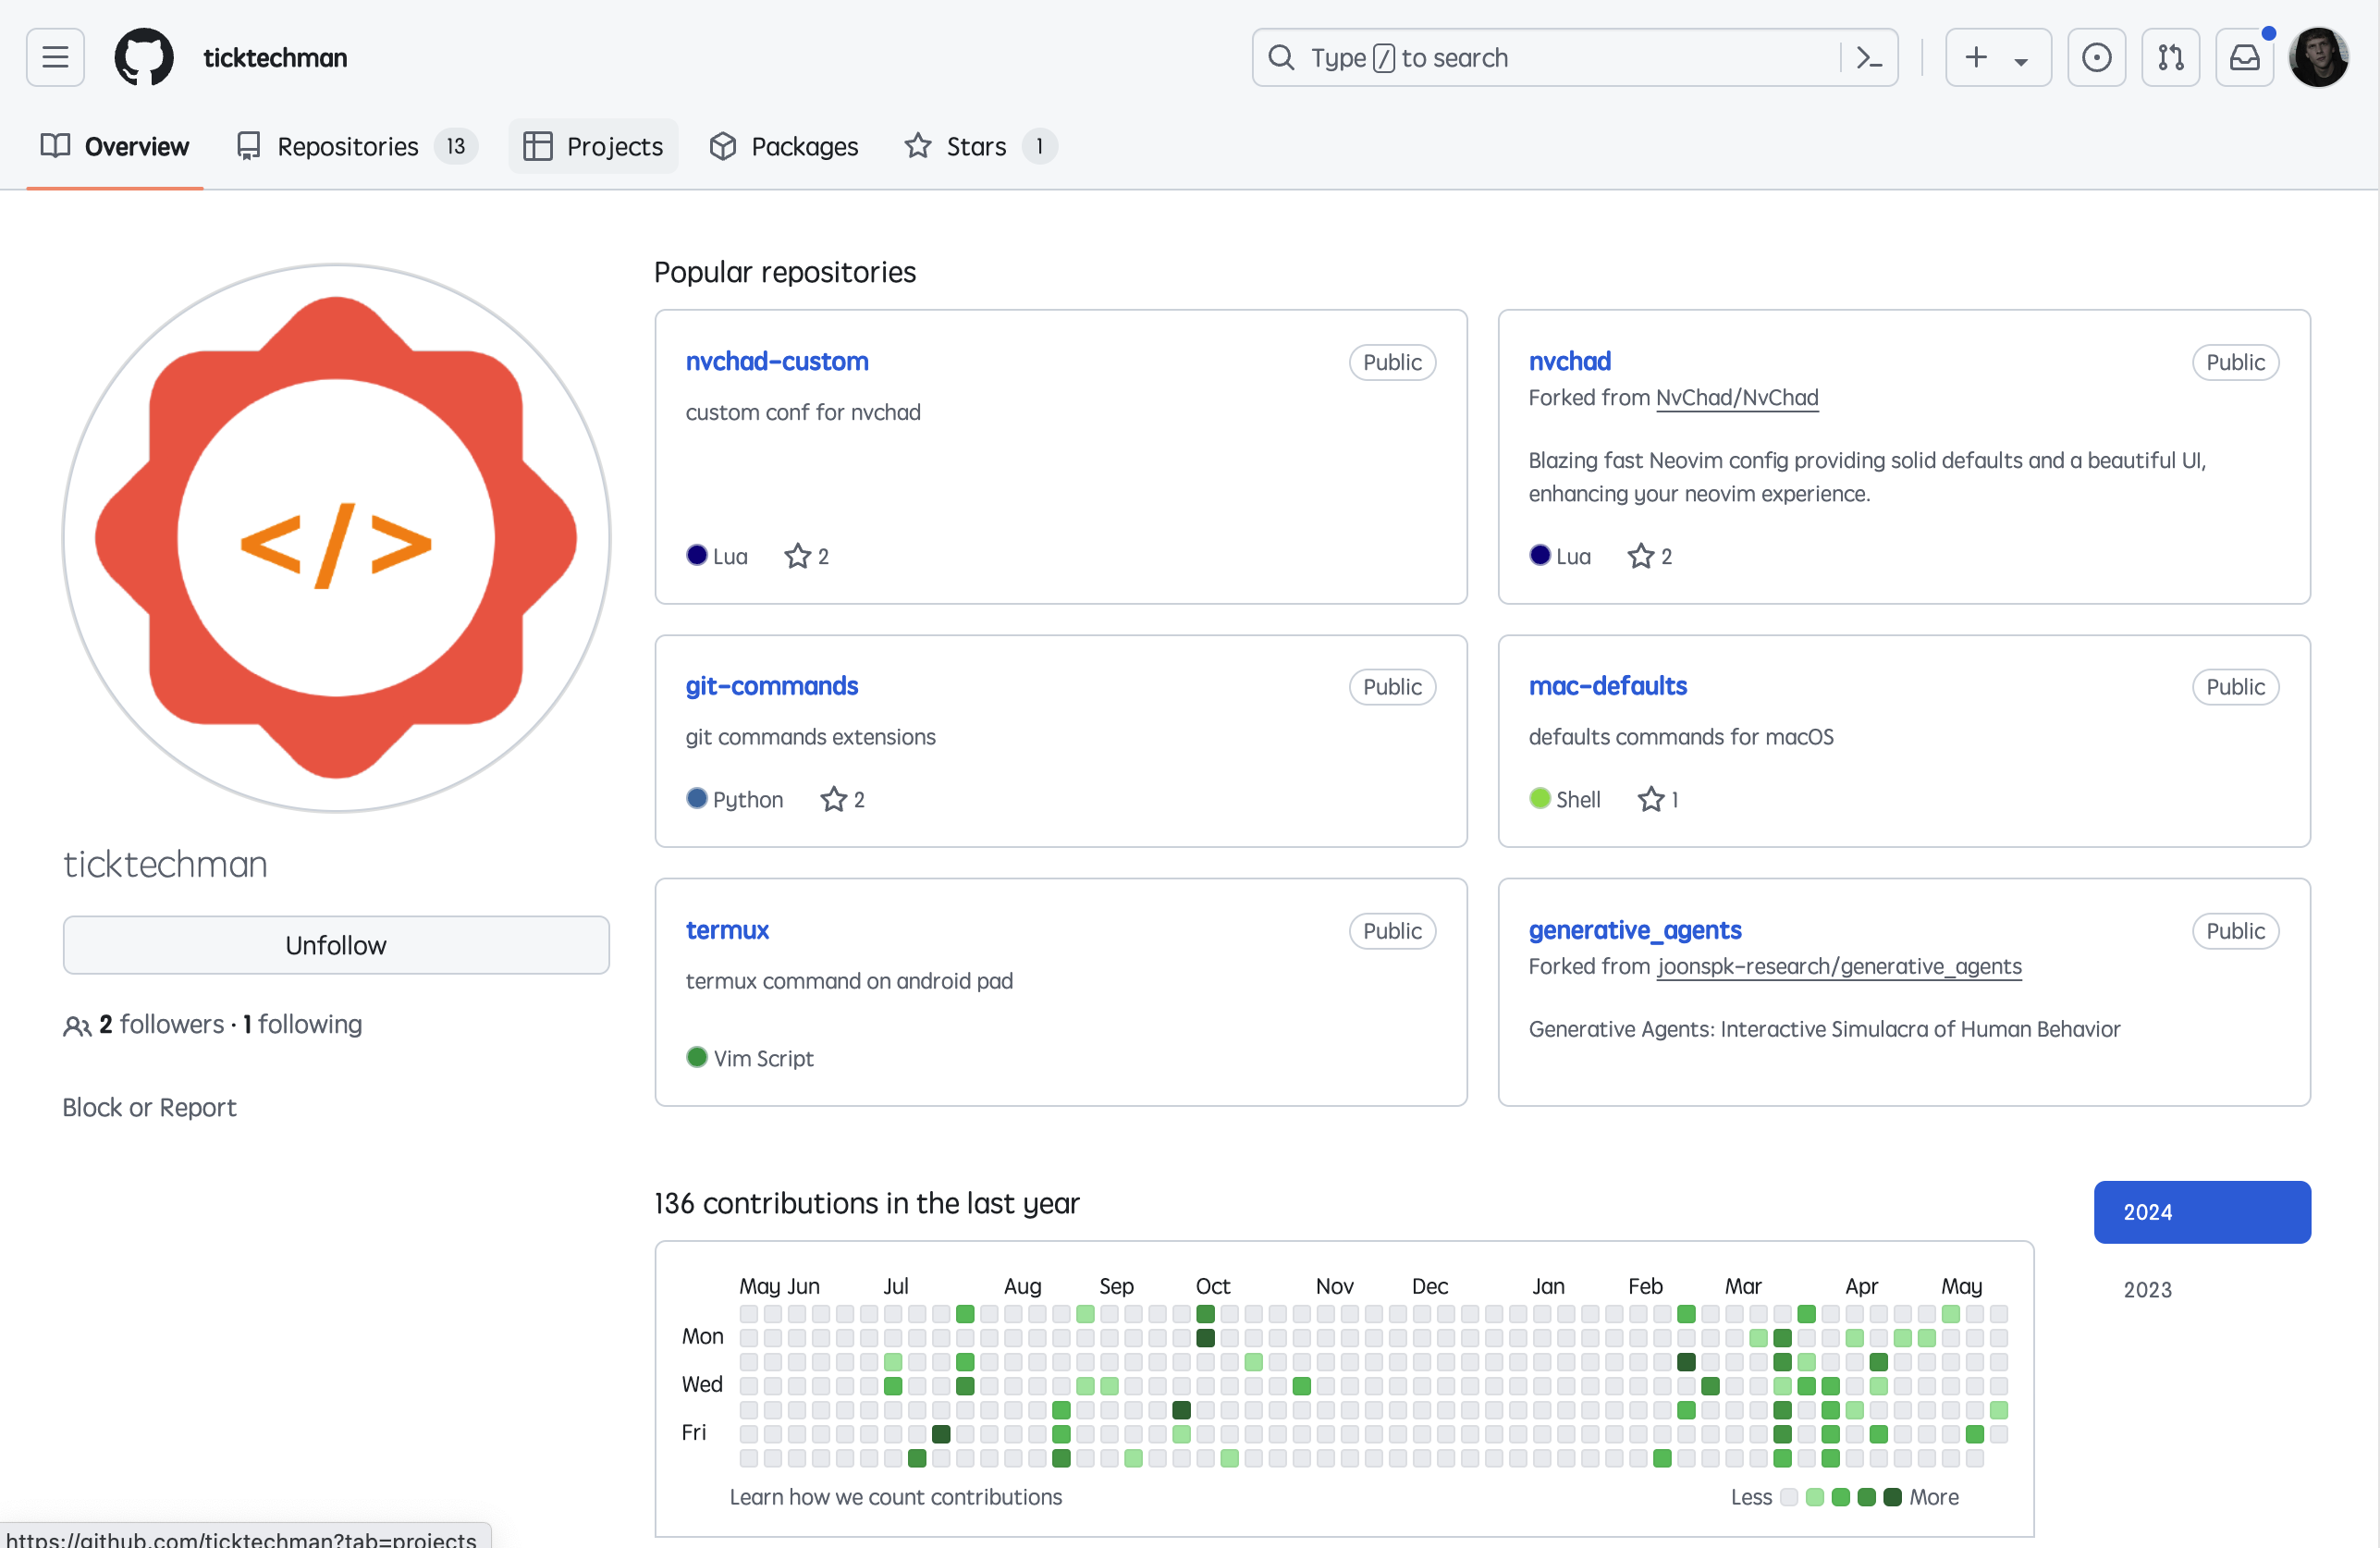 ticktechman
Type / to search
Overview
Repositories 13
Projects
Packages
Stars 1
</>
ticktechman
Unfollow
2 followers · 1 following
Block or Report
Popular repositories
nvchad-custom Public
custom conf for nvchad
Lua 2
nvchad Public
Forked from NvChad/NvChad
Blazing fast Neovim config providing solid defaults and a beautiful UI,
enhancing your neovim experience.
Lua 2
git-commands Public
git commands extensions
Python 2
mac-defaults Public
defaults commands for macOS
Shell 1
termux Public
termux command on android pad
Vim Script
generative_agents Public
Forked from joonspk-research/generative_agents
Generative Agents: Interactive Simulacra of Human Behavior
136 contributions in the last year
2024
2023
May Jun Jul Aug Sep Oct Nov Dec Jan Feb Mar Apr May
Mon
Wed
Fri
Learn how we count contributions
Less More
https://github.com/ticktechman?tab=projects